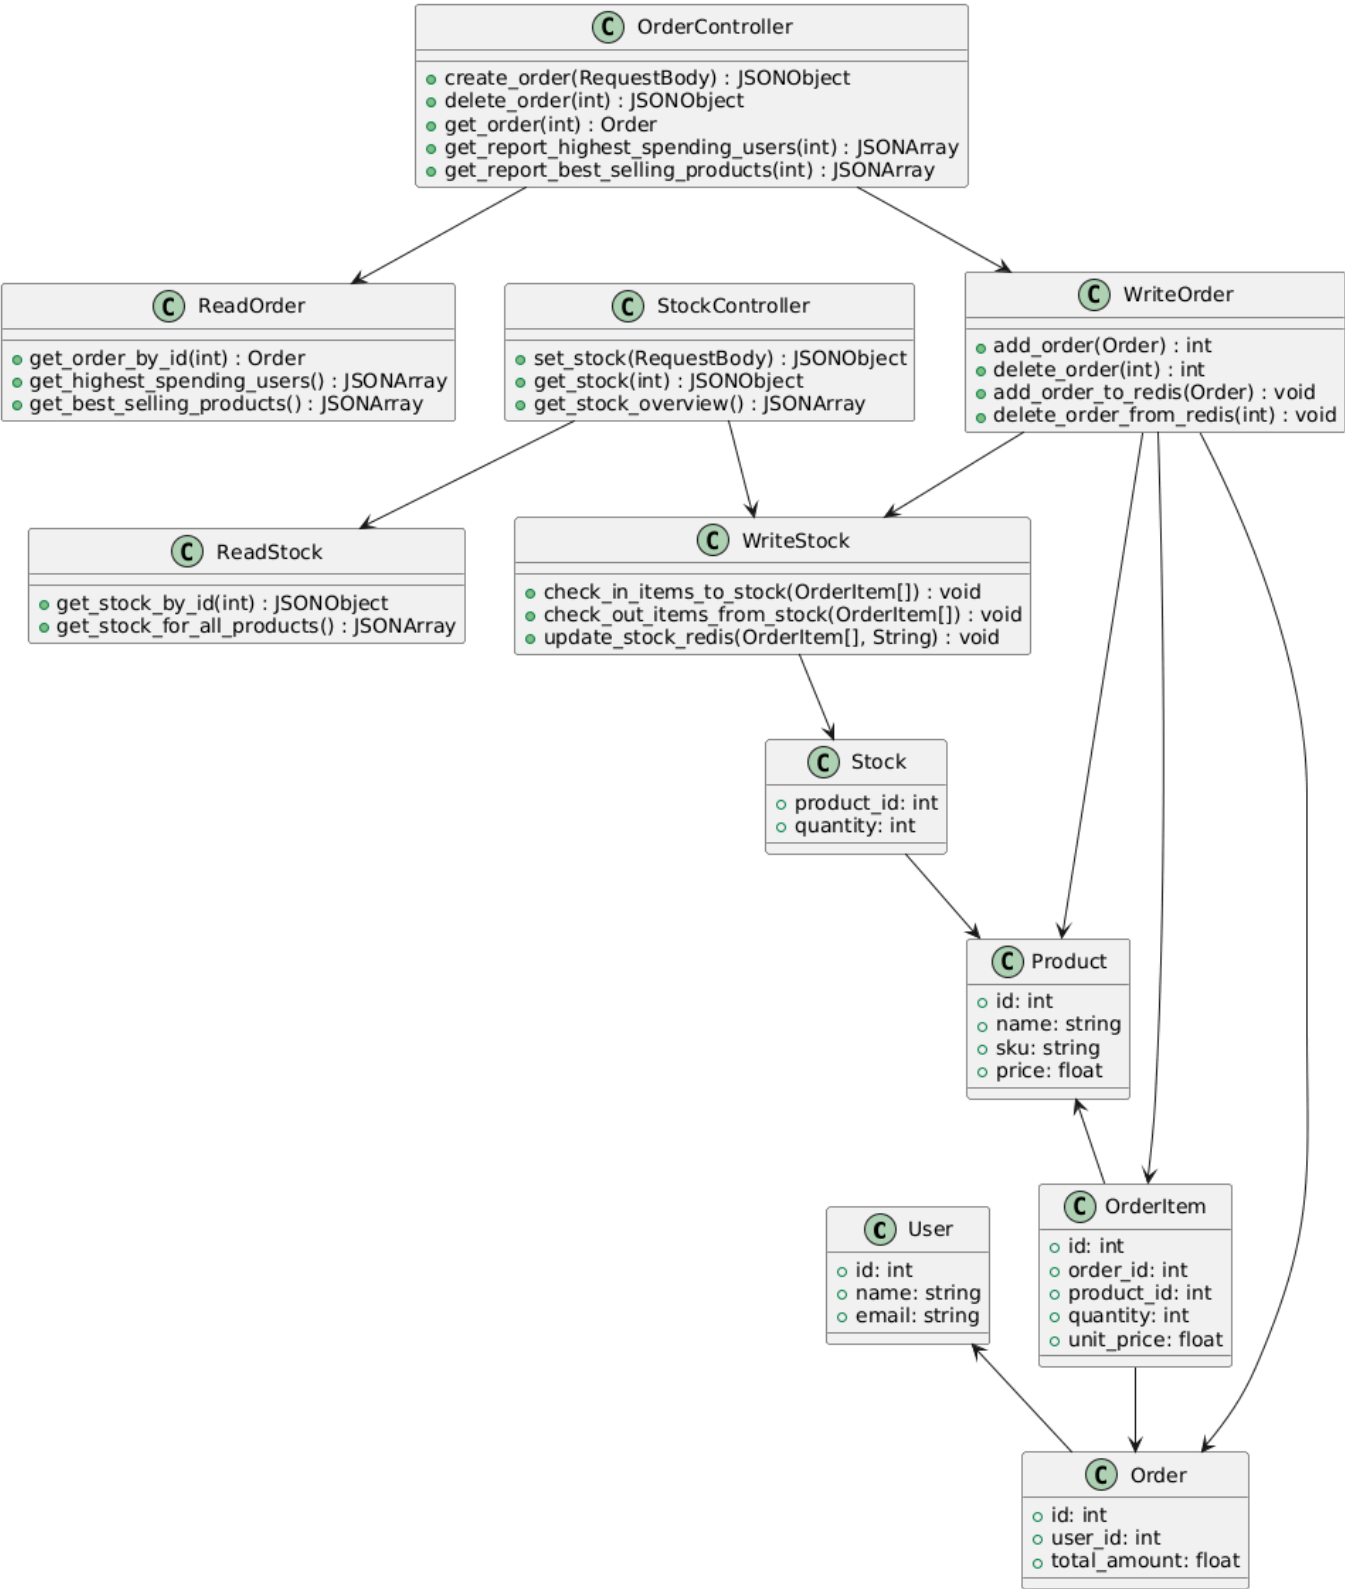 C OrderController
create_order(RequestBody) : JSONObject
delete_order(int) : JSONObject
get_order(int) : Order
get_report_highest_spending_users(int) : JSONArray
get_report_best_selling_products(int) : JSONArray
C ReadOrder
get_order_by_id(int) : Order
get_highest_spending_users() : JSONArray
get_best_selling_products() : JSONArray
C StockController
set_stock(RequestBody) : JSONObject
get_stock(int) : JSONObject
get_stock_overview() : JSONArray
C WriteOrder
add_order(Order) : int
delete_order(int) : int
add_order_to_redis(Order) : void
delete_order_from_redis(int) : void
C ReadStock
get_stock_by_id(int) : JSONObject
get_stock_for_all_products() : JSONArray
C WriteStock
check_in_items_to_stock(OrderItem[]) : void
check_out_items_from_stock(OrderItem[]) : void
update_stock_redis(OrderItem[], String) : void
C Stock
product_id: int
quantity: int
C Product
id: int
name: string
sku: string
price: float
C User
id: int
name: string
email: string
C OrderItem
id: int
order_id: int
product_id: int
quantity: int
unit_price: float
C Order
id: int
user_id: int
total_amount: float